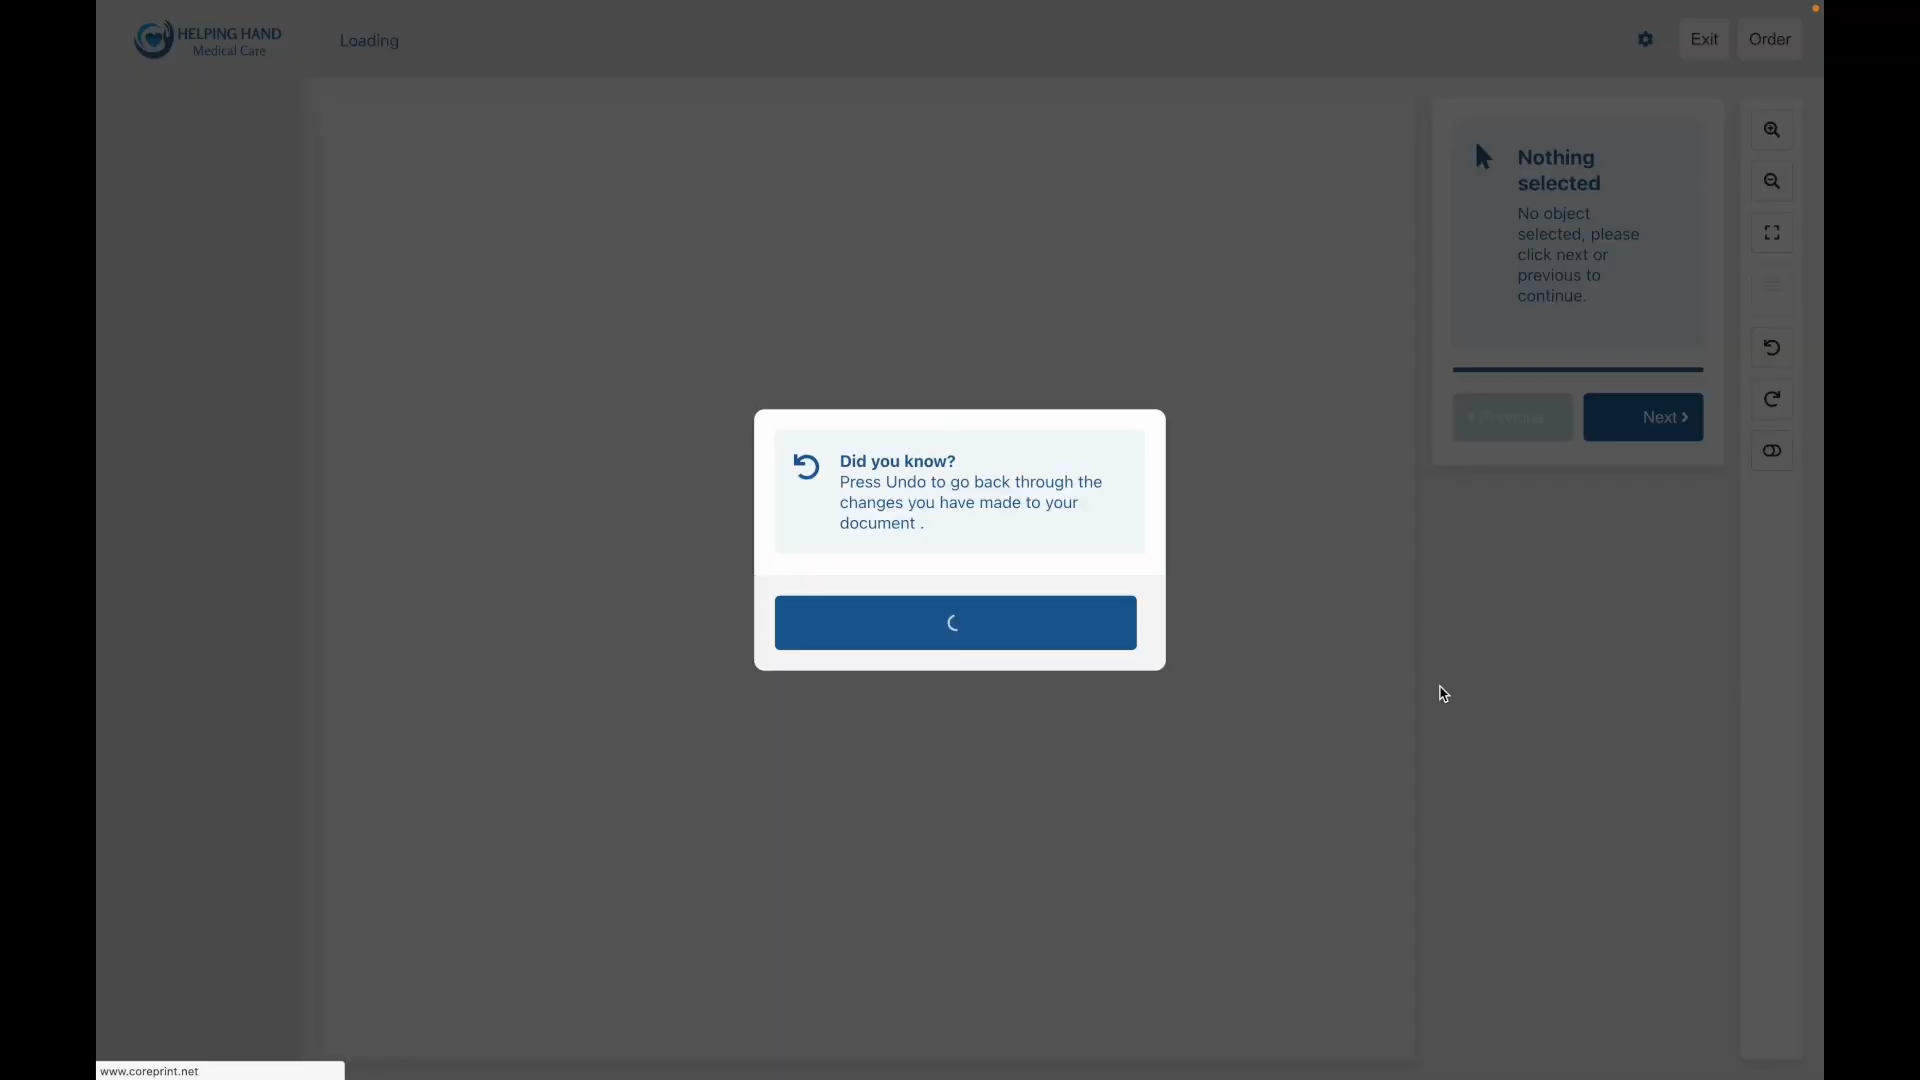 HELPING HAND
Medical Care
Loading
Exit
Order
Nothing
selected
No object
selected, please
click next or
previous to
continue.
Previous
Next
Did you know?
Press Undo to go back through the
changes you have made to your
document .
www.coreprint.net